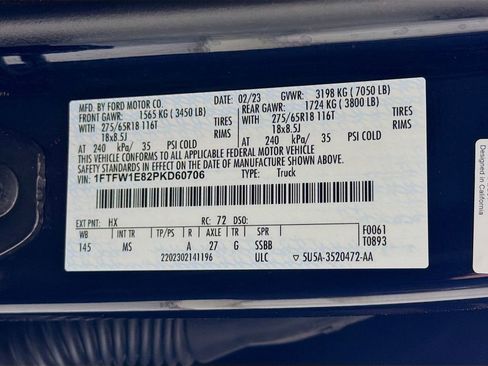 MFD. BY FORD MOTOR CO.
DATE: 02/23 GVWR: 3198 KG ( 7050 LB)
FRONT GAWR: 1565 KG ( 3450 LB)
REAR GAWR: 1724 KG ( 3800 LB)
WITH 275/65R18 116T TIRES
WITH 275/65R18 116T TIRES
18x8.5J RIMS
18x8.5J RIMS
AT 240 kPa/ 35 PSI COLD
AT 240 kPa/ 35 PSI COLD
THIS VEHICLE CONFORMS TO ALL APPLICABLE FEDERAL MOTOR VEHICLE
SAFETY STANDARDS IN EFFECT ON THE DATE OF MANUFACTURE SHOWN ABOVE.
VIN: 1FTFW1E82PKD60706 TYPE: Truck
EXT PNT: HX RC: 72 DSO: F0061
WB INT TR TP/PS R AXLE TR SPR T0893
145 MS A 27 G SSBB
2202302141196 ULC ▽ 5U5A-3520472-AA
Designed in California